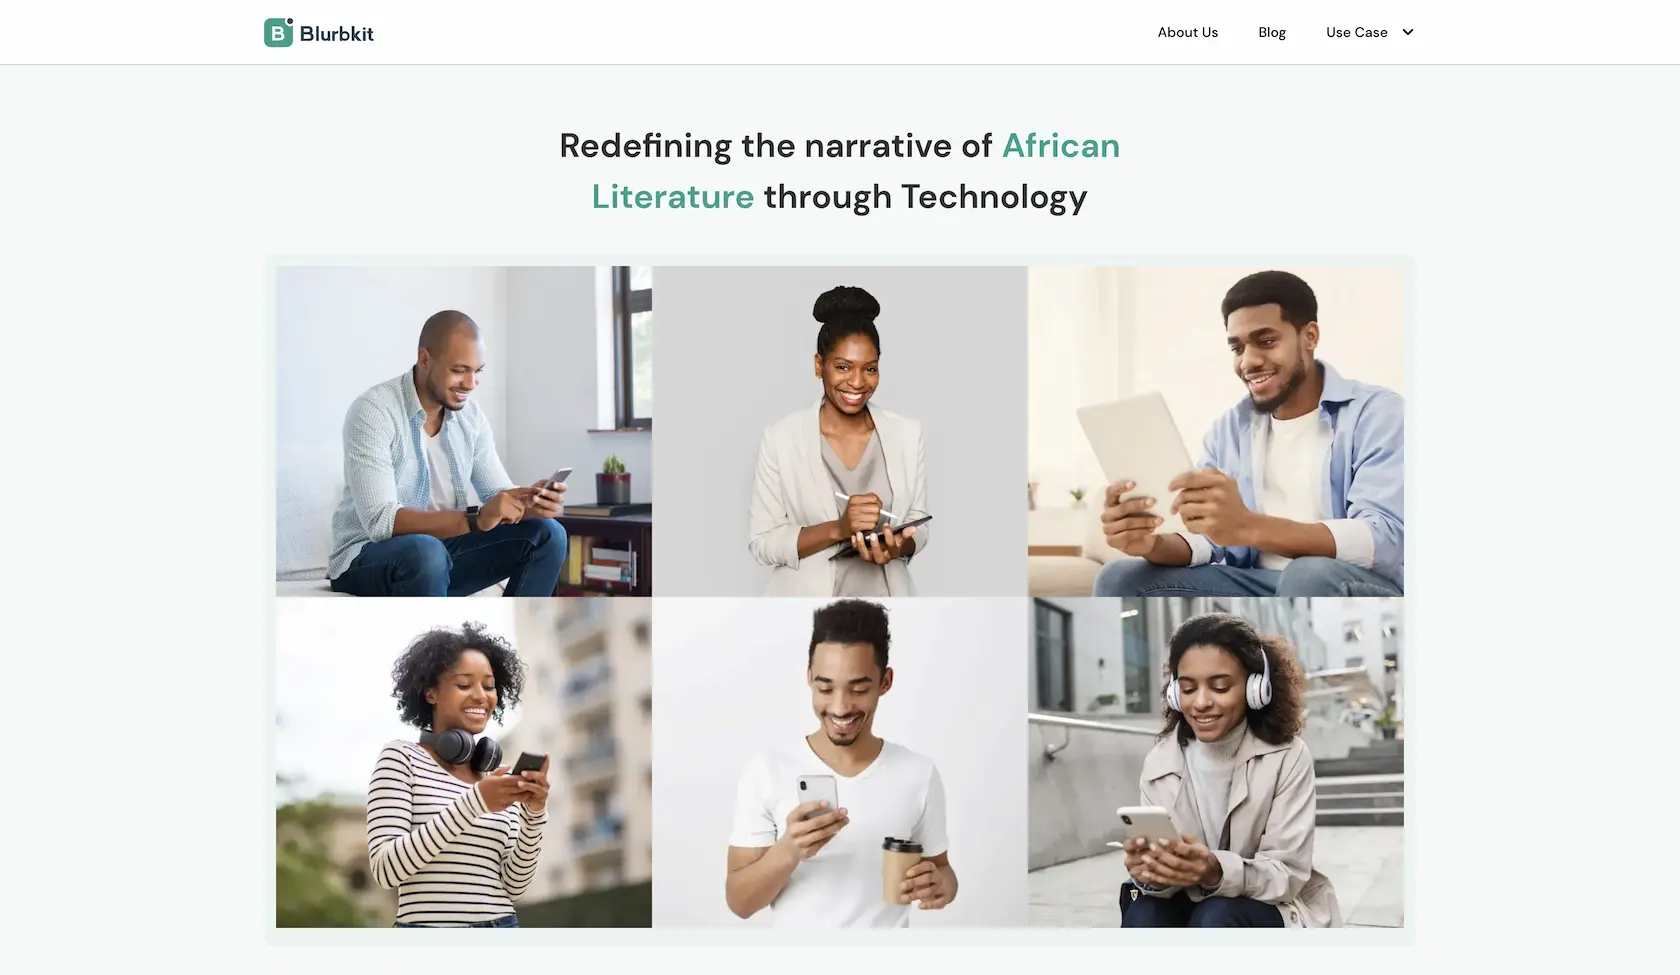 B Blurbkit
About Us
Blog
Use Case
Redefining the narrative of African
Literature through Technology